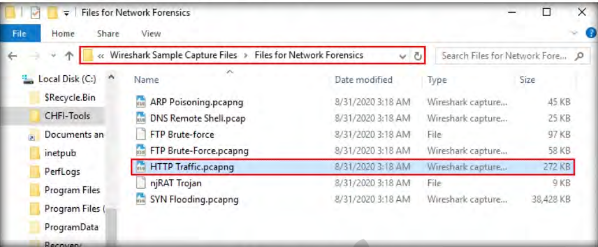 Files for Network Forensics
File Home Share View
« Wireshark Sample Capture Files › Files for Network Forensics Search Files for Network Fore...
Local Disk (C:)
$Recycle.Bin
CHFI-Tools
Documents an
inetpub
PerfLogs
Program Files
Program Files (
ProgramData
Recovery
Name Date modified Type Size
ARP Poisoning.pcapng 8/31/2020 3:18 AM Wireshark capture... 45 KB
DNS Remote Shell.pcap 8/31/2020 3:18 AM Wireshark capture... 25 KB
FTP Brute-force 8/31/2020 3:18 AM File 97 KB
FTP Brute-Force.pcapng 8/31/2020 3:18 AM Wireshark capture... 58 KB
HTTP Traffic.pcapng 8/31/2020 3:18 AM Wireshark capture... 272 KB
njRAT Trojan 8/31/2020 3:18 AM File 9 KB
SYN Flooding.pcapng 8/31/2020 3:18 AM Wireshark capture... 38,428 KB